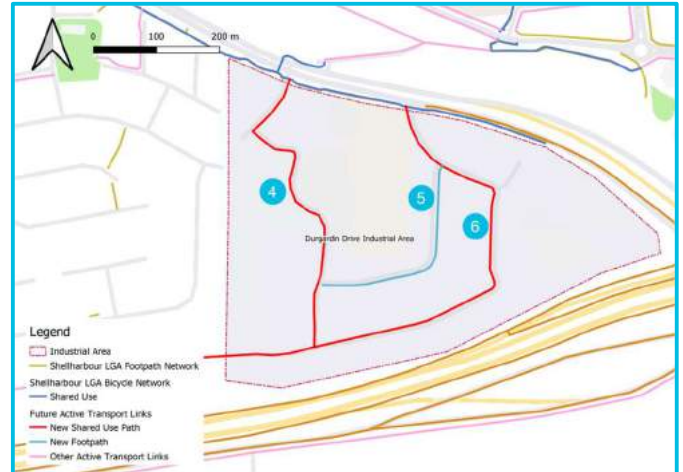 0 100 200 m
4
5
6
Durgardin Drive Industrial Area
Legend
Industrial Area
Shellharbour LGA Footpath Network
Shellharbour LGA Bicycle Network
Shared Use
Future Active Transport Links
New Shared Use Path
New Footpath
Other Active Transport Links